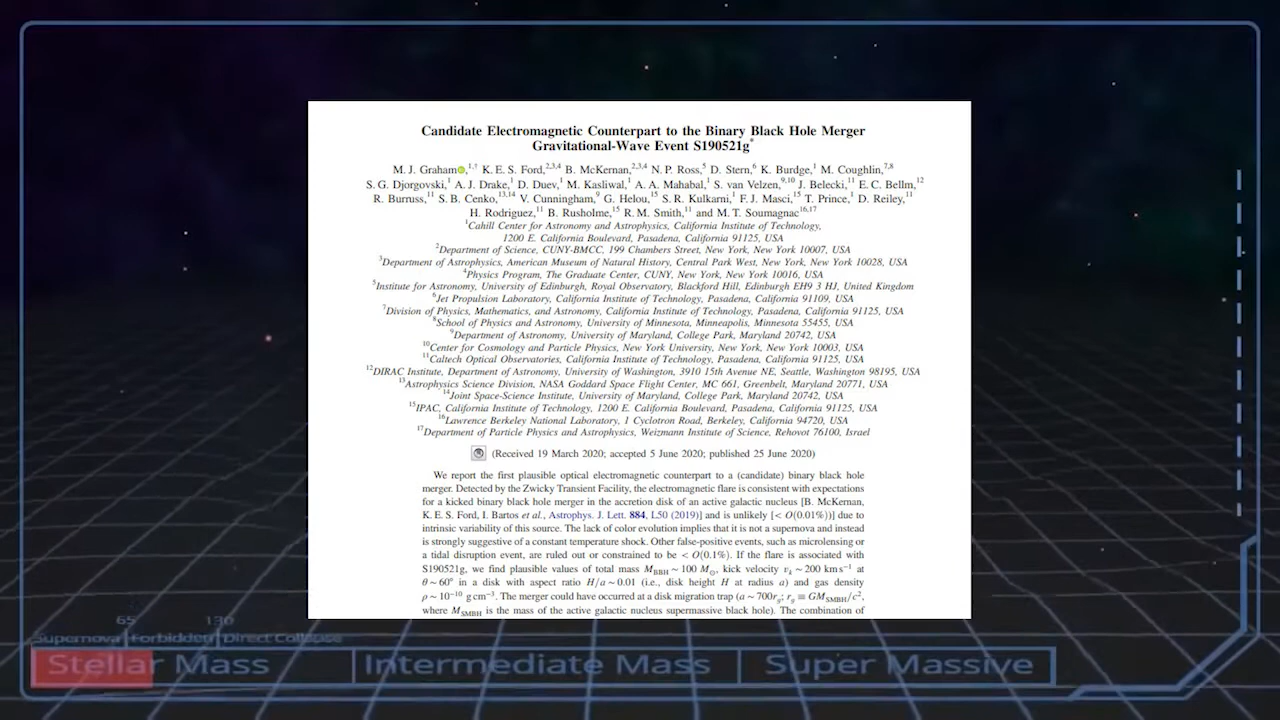 Candidate Electromagnetic Counterpart to the Binary Black Hole Merger
Gravitational-Wave Event S190521g*
M. J. Graham,1,† K. E. S. Ford,2,3,4 B. McKernan,2,3,4 N. P. Ross,5 D. Stern,6 K. Burdge,1 M. Coughlin,7,8
S. G. Djorgovski,1 A. J. Drake,1 D. Duev,1 M. Kasliwal,1 A. A. Mahabal,1 S. van Velzen,9,10 J. Belecki,11 E. C. Bellm,12
R. Burruss,11 S. B. Cenko,13,14 V. Cunningham,9 G. Helou,15 S. R. Kulkarni,1 F. J. Masci,15 T. Prince,1 D. Reiley,11
H. Rodriguez,11 B. Rusholme,15 R. M. Smith,11 and M. T. Soumagnac16,17
1Cahill Center for Astronomy and Astrophysics, California Institute of Technology,
1200 E. California Boulevard, Pasadena, California 91125, USA
2Department of Science, CUNY-BMCC, 199 Chambers Street, New York, New York 10007, USA
3Department of Astrophysics, American Museum of Natural History, Central Park West, New York, New York 10028, USA
4Physics Program, The Graduate Center, CUNY, New York, New York 10016, USA
5Institute for Astronomy, University of Edinburgh, Royal Observatory, Blackford Hill, Edinburgh EH9 3 HJ, United Kingdom
6Jet Propulsion Laboratory, California Institute of Technology, Pasadena, California 91109, USA
7Division of Physics, Mathematics, and Astronomy, California Institute of Technology, Pasadena, California 91125, USA
8School of Physics and Astronomy, University of Minnesota, Minneapolis, Minnesota 55455, USA
9Department of Astronomy, University of Maryland, College Park, Maryland 20742, USA
10Center for Cosmology and Particle Physics, New York University, New York, New York 10003, USA
11Caltech Optical Observatories, California Institute of Technology, Pasadena, California 91125, USA
12DIRAC Institute, Department of Astronomy, University of Washington, 3910 15th Avenue NE, Seattle, Washington 98195, USA
13Astrophysics Science Division, NASA Goddard Space Flight Center, MC 661, Greenbelt, Maryland 20771, USA
14Joint Space-Science Institute, University of Maryland, College Park, Maryland 20742, USA
15IPAC, California Institute of Technology, 1200 E. California Boulevard, Pasadena, California 91125, USA
16Lawrence Berkeley National Laboratory, 1 Cyclotron Road, Berkeley, California 94720, USA
17Department of Particle Physics and Astrophysics, Weizmann Institute of Science, Rehovot 76100, Israel
(Received 19 March 2020; accepted 5 June 2020; published 25 June 2020)
We report the first plausible optical electromagnetic counterpart to a (candidate) binary black hole
merger. Detected by the Zwicky Transient Facility, the electromagnetic flare is consistent with expectations
for a kicked binary black hole merger in the accretion disk of an active galactic nucleus [B. McKernan,
K. E. S. Ford, I. Bartos et al., Astrophys. J. Lett. 884, L50 (2019)] and is unlikely [< O(0.01%)] due to
intrinsic variability of this source. The lack of color evolution implies that it is not a supernova and instead
is strongly suggestive of a constant temperature shock. Other false-positive events, such as microlensing or
a tidal disruption event, are ruled out or constrained to be < O(0.1%). If the flare is associated with
S190521g, we find plausible values of total mass MBBH ~ 100 M⊙, kick velocity vk ~ 200 km s−1 at
θ ~ 60° in a disk with aspect ratio H/a ~ 0.01 (i.e., disk height H at radius a) and gas density
ρ ~ 10−10 g cm−3. The merger could have occurred at a disk migration trap (a ~ 700rg; rg ≡ GMSMBH/c2,
where MSMBH is the mass of the active galactic nucleus supermassive black hole). The combination of
65 130
Supernova Forbidden Direct Collapse
Stellar Mass Intermediate Mass Super Massive